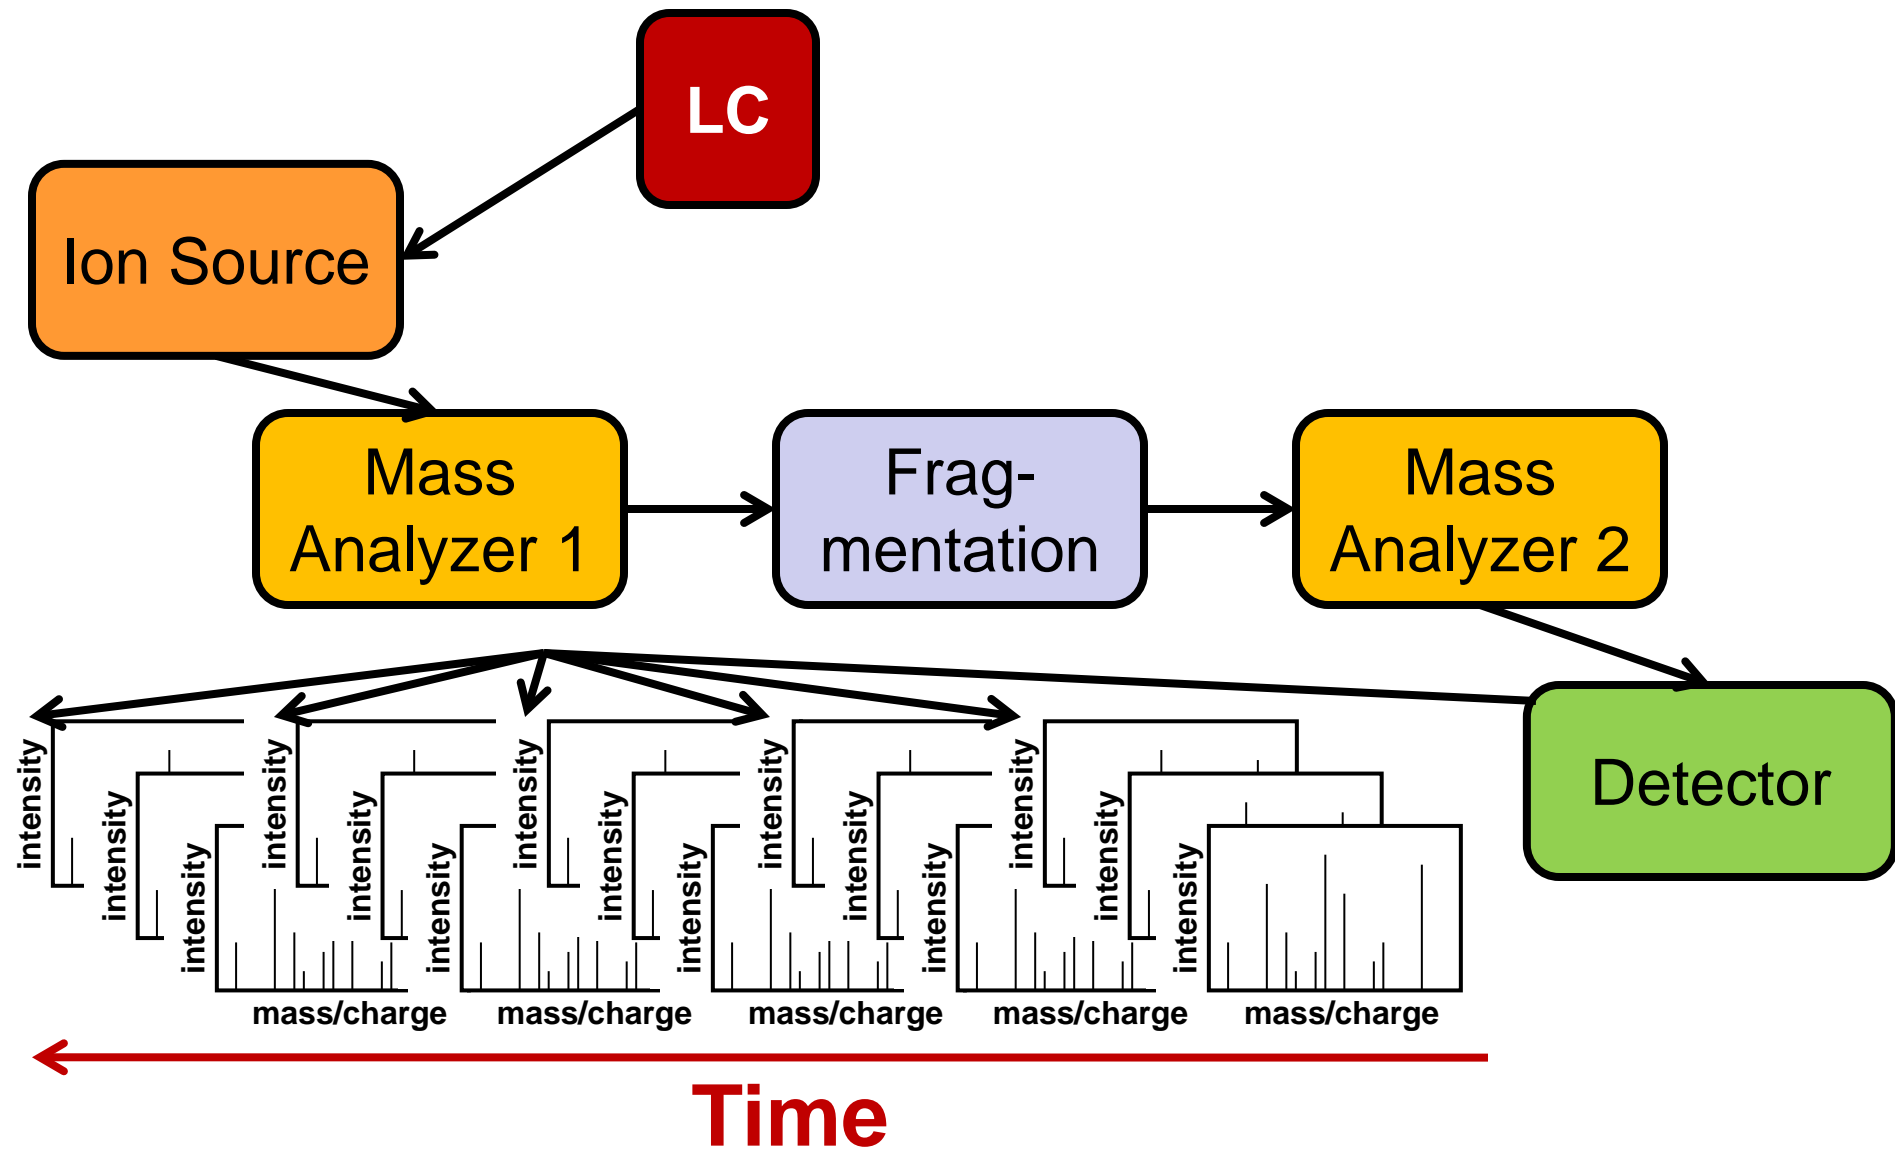 LC
Ion Source
Mass
Analyzer 1
Frag-
mentation
Mass
Analyzer 2
Detector
intensity
intensity
intensity
mass/charge
intensity
intensity
intensity
mass/charge
intensity
intensity
intensity
mass/charge
intensity
intensity
intensity
mass/charge
intensity
intensity
intensity
mass/charge
Time